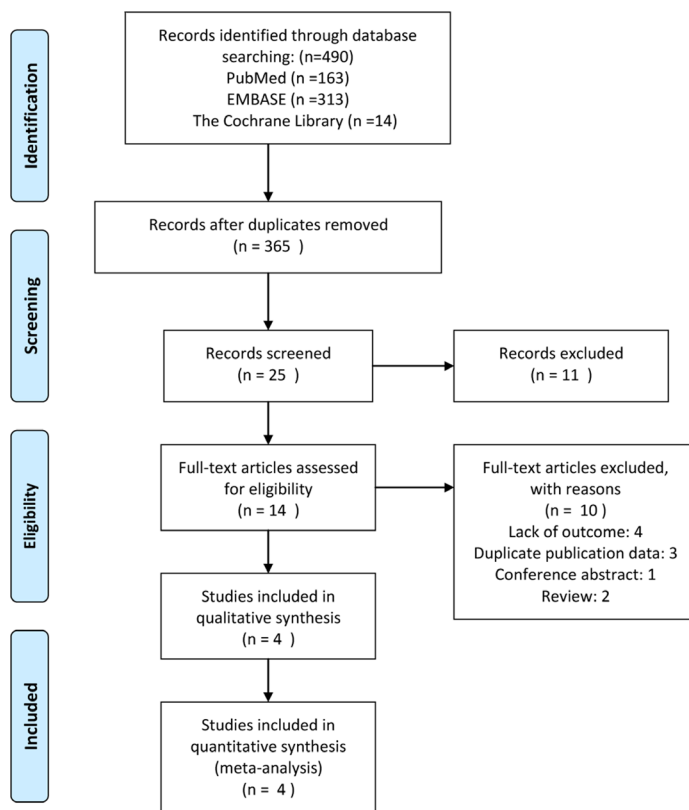 Identification
Records identified through database
searching: (n=490)
PubMed (n =163)
EMBASE (n =313)
The Cochrane Library (n =14)
Records after duplicates removed
(n = 365 )
Screening
Records screened
(n = 25 )
Records excluded
(n = 11 )
Eligibility
Full-text articles assessed
for eligibility
(n = 14 )
Full-text articles excluded,
with reasons
(n = 10 )
Lack of outcome: 4
Duplicate publication data: 3
Conference abstract: 1
Review: 2
Studies included in
qualitative synthesis
(n = 4 )
Included
Studies included in
quantitative synthesis
(meta-analysis)
(n = 4 )